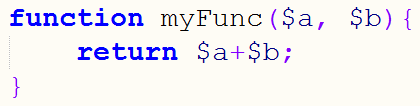 function myFunc($a, $b){
    return $a+$b;
}